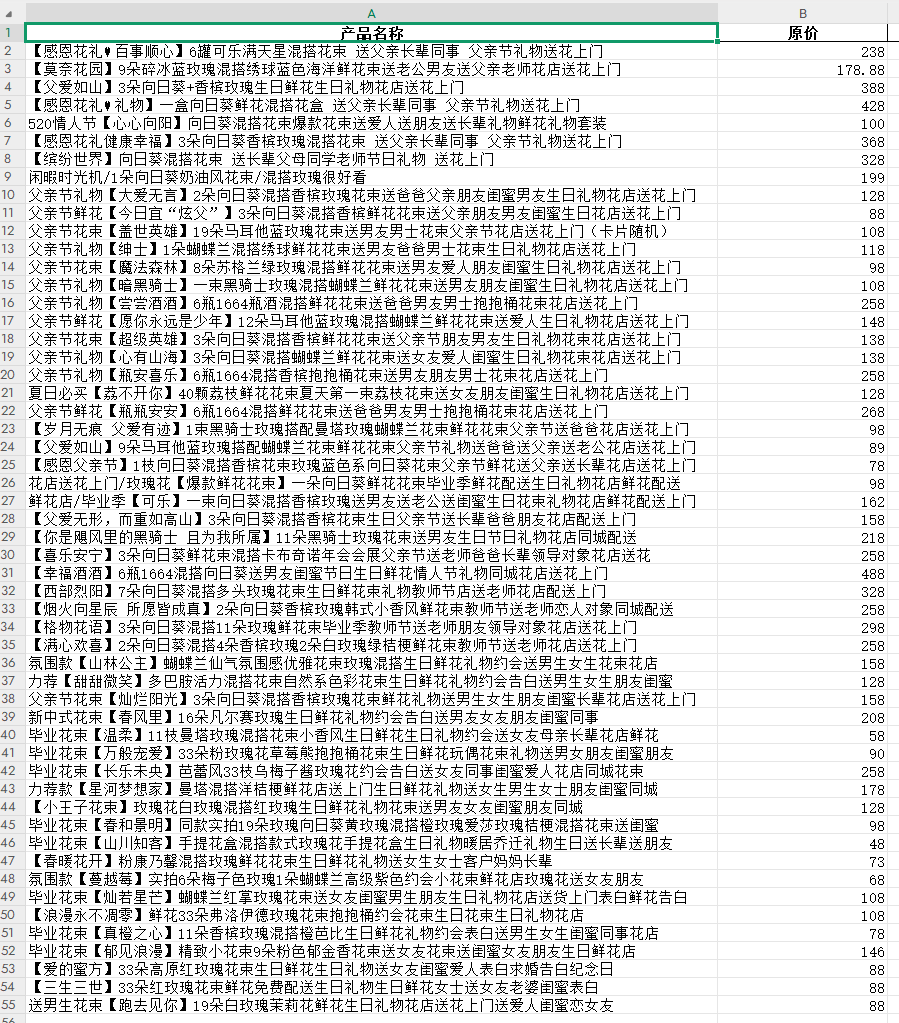 A B
1 产品名称 原价
2 【感恩花礼♥百事顺心】6罐可乐满天星混搭花束 送父亲长辈同事 父亲节礼物送花上门 238
3 【莫奈花园】9朵碎冰蓝玫瑰混搭绣球蓝色海洋鲜花束送老公男友送父亲老师花店送花上门 178.88
4 【父爱如山】3朵向日葵+香槟玫瑰生日鲜花生日礼物花店送花上门 388
5 【感恩花礼♥礼物】一盒向日葵鲜花混搭花盒 送父亲长辈同事 父亲节礼物送花上门 428
6 520情人节【心心向阳】向日葵混搭花束爆款花束送爱人送朋友送长辈礼物鲜花礼物套装 100
7 【感恩花礼健康幸福】3朵向日葵香槟玫瑰混搭花束 送父亲长辈同事 父亲节礼物送花上门 368
8 【缤纷世界】向日葵混搭花束 送长辈父母同学老师节日礼物 送花上门 328
9 闲暇时光机/1朵向日葵奶油风花束/混搭玫瑰很好看 199
10 父亲节礼物【大爱无言】2朵向日葵混搭香槟玫瑰花束送爸爸父亲朋友闺蜜男友生日礼物花店送花上门 128
11 父亲节鲜花【今日宜“炫父”】3朵向日葵混搭香槟鲜花花束送父亲朋友男友闺蜜生日花店送花上门 88
12 父亲节花束【盖世英雄】19朵马耳他蓝玫瑰花束送男友男士花束父亲节花店送花上门（卡片随机） 108
13 父亲节礼物【绅士】1朵蝴蝶兰混搭绣球鲜花花束送男友爸爸男士花束生日礼物花店送花上门 118
14 父亲节花束【魔法森林】8朵苏格兰绿玫瑰混搭鲜花花束送男友爱人朋友闺蜜生日礼物花店送花上门 98
15 父亲节礼物【暗黑骑士】一束黑骑士玫瑰混搭蝴蝶兰鲜花花束送男友朋友闺蜜生日礼物花店送花上门 108
16 父亲节礼物【尝尝酒酒】6瓶1664瓶酒混搭鲜花花束送爸爸男友男士抱抱桶花束花店送花上门 258
17 父亲节鲜花【愿你永远是少年】12朵马耳他蓝玫瑰混搭蝴蝶兰鲜花花束送爱人生日礼物花店送花上门 148
18 父亲节花束【超级英雄】3朵向日葵混搭香槟鲜花花束送父亲节朋友男友生日礼物花束花店送花上门 138
19 父亲节礼物【心有山海】3朵向日葵混搭蝴蝶兰鲜花花束送女友爱人闺蜜生日礼物花店送花上门 138
20 父亲节礼物【瓶安喜乐】6瓶1664混搭香槟抱抱桶花束送男友朋友男士花束花店送花上门 258
21 夏日必买【荔不开你】40颗荔枝鲜花花束夏天第一束荔枝花束送女友朋友闺蜜生日礼物花店送花上门 128
22 父亲节鲜花【瓶瓶安安】6瓶1664混搭鲜花花束送爸爸男友男士抱抱桶花束花店送花上门 268
23 【岁月无痕 父爱有迹】1束黑骑士玫瑰搭配曼塔玫瑰蝴蝶兰花束鲜花花束父亲节送爸爸花店送花上门 98
24 【父爱如山】9朵马耳他蓝玫瑰搭配蝴蝶兰花束鲜花花束父亲节礼物送爸爸送父亲送老公花店送花上门 89
25 【感恩父亲节】1枝向日葵混搭香槟花束玫瑰蓝色系向日葵花束父亲节鲜花送父亲送长辈花店送花上门 78
26 花店送花上门/玫瑰花【爆款鲜花花束】一朵向日葵鲜花花束毕业季鲜花配送生日礼物花店鲜花配送 98
27 鲜花店/毕业季【可乐】一束向日葵混搭香槟玫瑰送男友送老公送闺蜜生日花束礼物花店鲜花配送上门 162
28 【父爱无形，而重如高山】3朵向日葵混搭香槟花束生日父亲节送长辈爸爸朋友花店配送上门 158
29 【你是飓风里的黑骑士 且为我所属】11朵黑骑士玫瑰花束送男友生日节日礼物花店同城配送 218
30 【喜乐安宁】3朵向日葵鲜花束混搭卡布奇诺年会会展父亲节送老师爸爸长辈领导对象花店送花 258
31 【幸福酒酒】6瓶1664混搭向日葵送男友闺蜜节日生日鲜花情人节礼物同城花店送花上门 488
32 【西部烈阳】7朵向日葵混搭多头玫瑰花束生日鲜花束礼物教师节店送老师花店配送上门 328
33 【烟火向星辰 所愿皆成真】2朵向日葵香槟玫瑰韩式小香风鲜花束教师节送老师恋人对象同城配送 258
34 【格物花语】3朵向日葵混搭11朵玫瑰鲜花束毕业季教师节送老师朋友领导对象花店送花上门 298
35 【满心欢喜】2朵向日葵混搭4朵香槟玫瑰2朵白玫瑰绿桔梗鲜花束教师节送老师花店送花上门 258
36 氛围款【山林公主】蝴蝶兰仙气氛围感优雅花束玫瑰混搭生日鲜花礼物约会送男生女生花束花店 158
37 力荐【甜甜微笑】多巴胺活力混搭花束自然系色彩花束生日鲜花礼物约会告白送男生女生朋友闺蜜 128
38 父亲节花束【灿烂阳光】3朵向日葵混搭香槟玫瑰花束鲜花礼物送男生女生朋友闺蜜长辈花店送花上门 158
39 新中式花束【春风里】16朵凡尔赛玫瑰生日鲜花礼物约会告白送男友女友朋友闺蜜同事 208
40 毕业花束【温柔】11枝曼塔玫瑰混搭花束小香风生日鲜花生日礼物约会送女友母亲长辈花店鲜花 58
41 毕业花束【万般宠爱】33朵粉玫瑰花草莓熊抱抱桶花束生日鲜花玩偶花束礼物送男女朋友闺蜜朋友 90
42 毕业花束【长乐未央】芭蕾风33枝乌梅子酱玫瑰花约会告白送女友同事闺蜜爱人花店同城花束 258
43 力荐款【星河梦想家】曼塔混搭洋桔梗鲜花店送上门生日鲜花礼物送女生男生女士朋友闺蜜同城 178
44 【小王子花束】玫瑰花白玫瑰混搭红玫瑰生日鲜花礼物花束送男友女友闺蜜朋友同城 128
45 毕业花束【春和景明】同款实拍19朵玫瑰向日葵黄玫瑰混搭橙玫瑰爱莎玫瑰桔梗混搭花束送闺蜜 98
46 毕业花束【山川知客】手提花盒混搭款式玫瑰花手提花盒生日礼物暖居乔迁礼物生日送长辈送朋友 48
47 【春暖花开】粉康乃馨混搭玫瑰鲜花花束生日鲜花礼物送女生女士客户妈妈长辈 73
48 氛围款【蔓越莓】实拍6朵梅子色玫瑰1朵蝴蝶兰高级紫色约会小花束鲜花店玫瑰花送女友朋友 68
49 毕业花束【灿若星芒】蝴蝶兰红掌玫瑰花束送女友闺蜜男生朋友生日礼物花店送货上门表白鲜花告白 108
50 【浪漫永不凋零】鲜花33朵弗洛伊德玫瑰花束抱抱桶约会花束生日花束生日礼物花店 108
51 毕业花束【真橙之心】11朵香槟玫瑰混搭橙芭比生日鲜花礼物约会表白送男生女生闺蜜同事花店 78
52 毕业花束【郁见浪漫】精致小花束9朵粉色郁金香花束送女友花束送闺蜜女友朋友生日鲜花店 146
53 【爱的蜜方】33朵高原红玫瑰花束生日鲜花生日礼物送女友闺蜜爱人表白求婚告白纪念日 88
54 【三生三世】33朵红玫瑰花束鲜花免费配送生日礼物生日鲜花女士送女友老婆闺蜜表白 88
55 送男生花束【跑去见你】19朵白玫瑰茉莉花鲜花生日礼物花店送花上门送爱人闺蜜恋女友 88